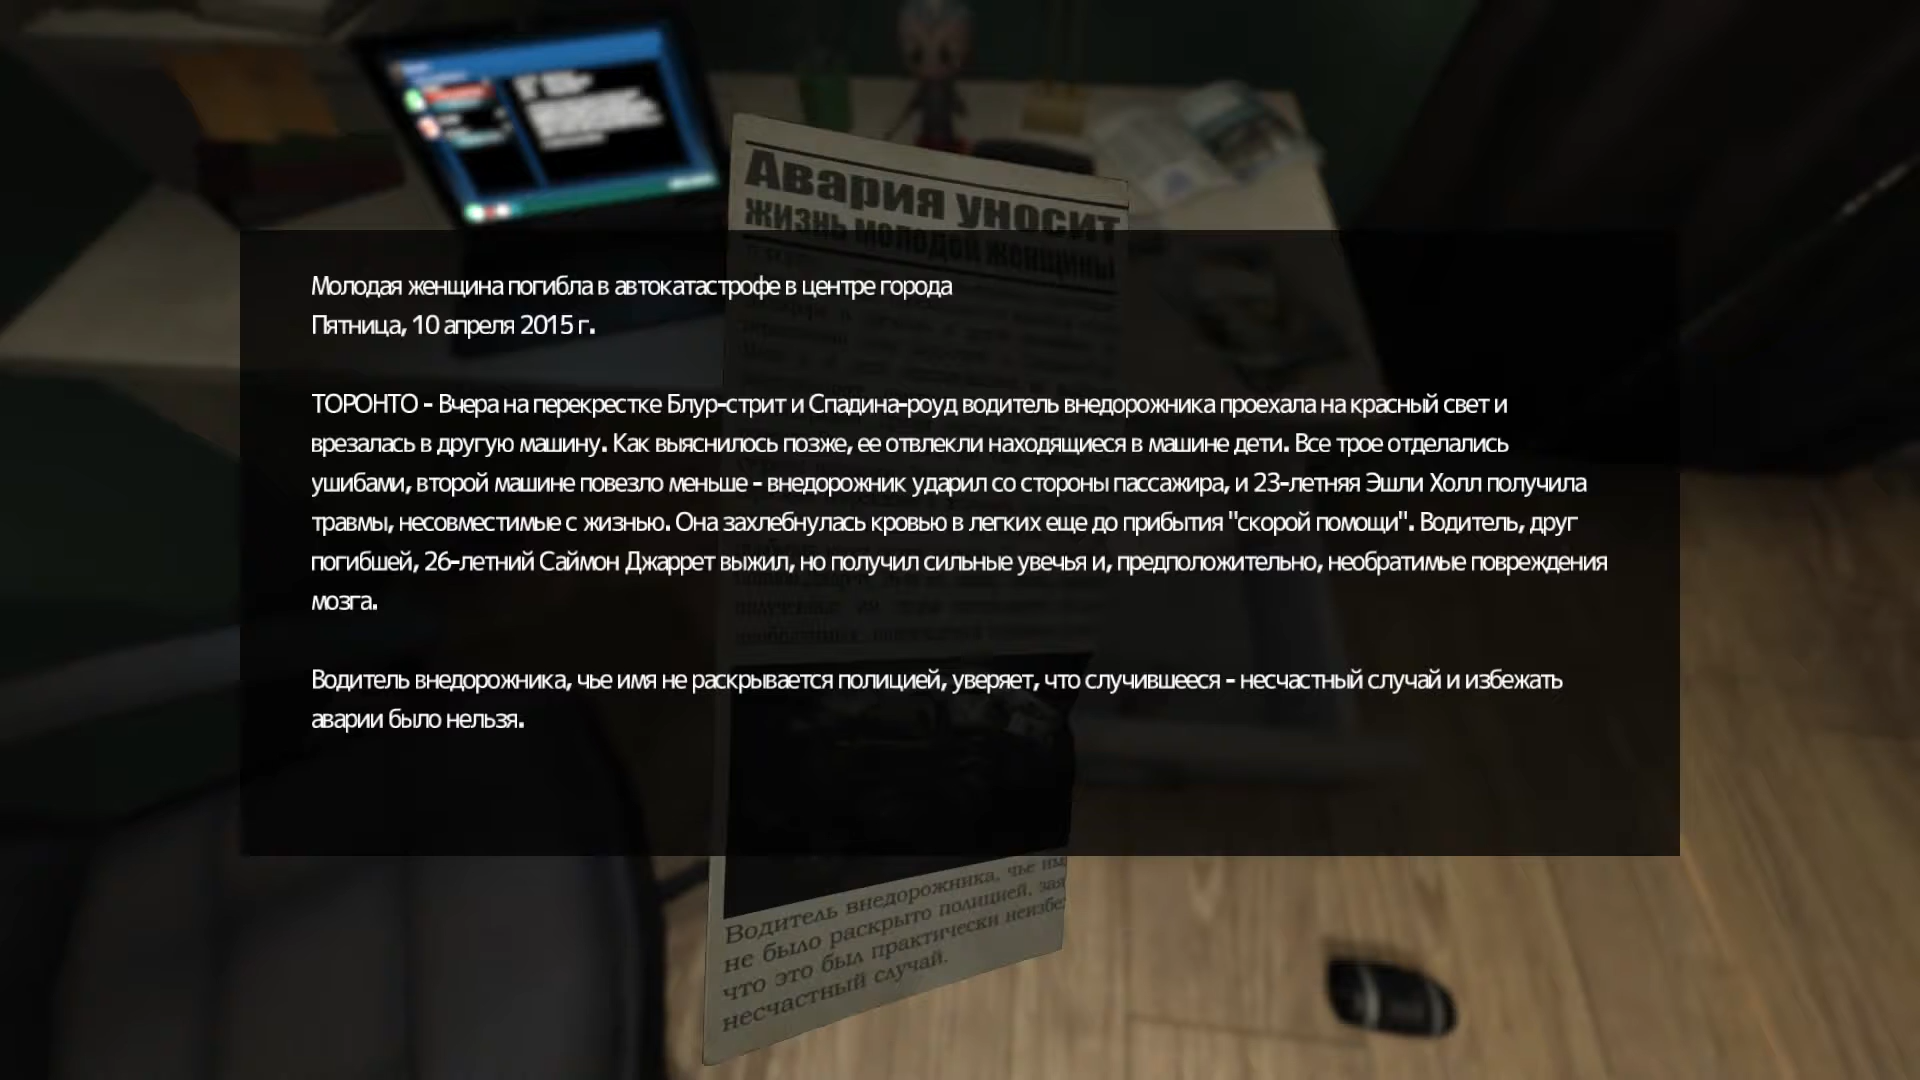 Авария уносит
жизнь молодой женщины
Молодая женщина погибла в автокатастрофе в центре города
Пятница, 10 апреля 2015 г.
ТОРОНТО - Вчера на перекрестке Блур-стрит и Спадина-роуд водитель внедорожника проехала на красный свет и
врезалась в другую машину. Как выяснилось позже, ее отвлекли находящиеся в машине дети. Все трое отделались
ушибами, второй машине повезло меньше - внедорожник ударил со стороны пассажира, и 23-летняя Эшли Холл получила
травмы, несовместимые с жизнью. Она захлебнулась кровью в легких еще до прибытия "скорой помощи". Водитель, друг
погибшей, 26-летний Саймон Джаррет выжил, но получил сильные увечья и, предположительно, необратимые повреждения
мозга.
Водитель внедорожника, чье имя не раскрывается полицией, уверяет, что случившееся - несчастный случай и избежать
аварии было нельзя.
Водитель внедорожника, чье им
не было раскрыто полицией, зая
что это был практически неизбе
несчастный случай.